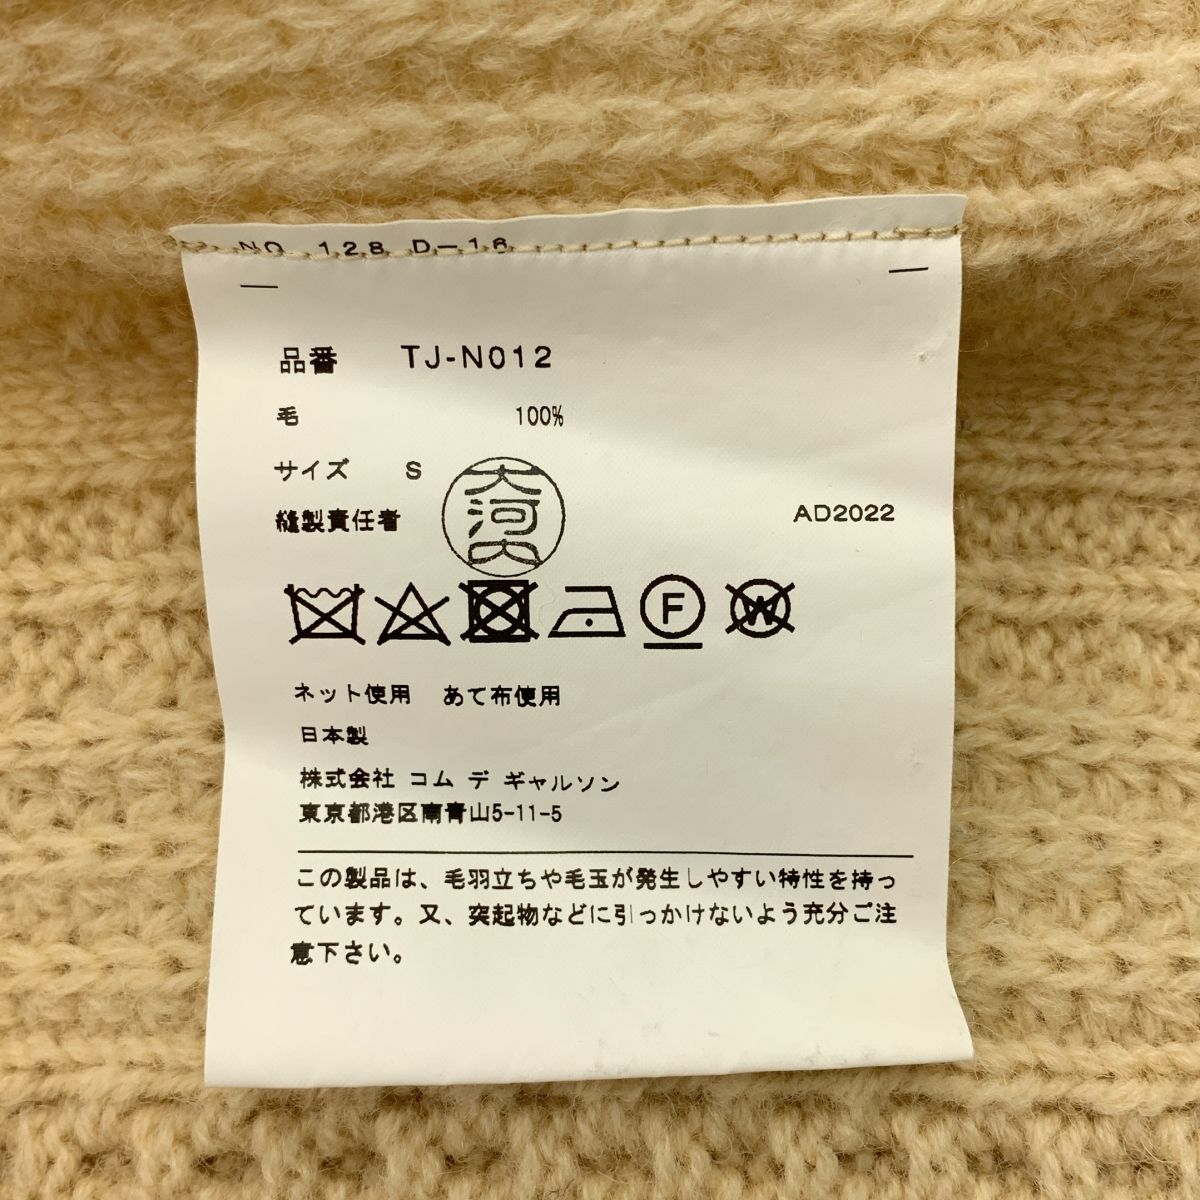 NO. 128 D-16
品番 TJ-N012
毛 100%
サイズ S
縫製責任者 大河内 AD2022
F W
ネット使用 あて布使用
日本製
株式会社 コム デ ギャルソン
東京都港区南青山5-11-5
この製品は、毛羽立ちや毛玉が発生しやすい特性を持っ
ています。又、突起物などに引っかけないよう充分ご注
意下さい。